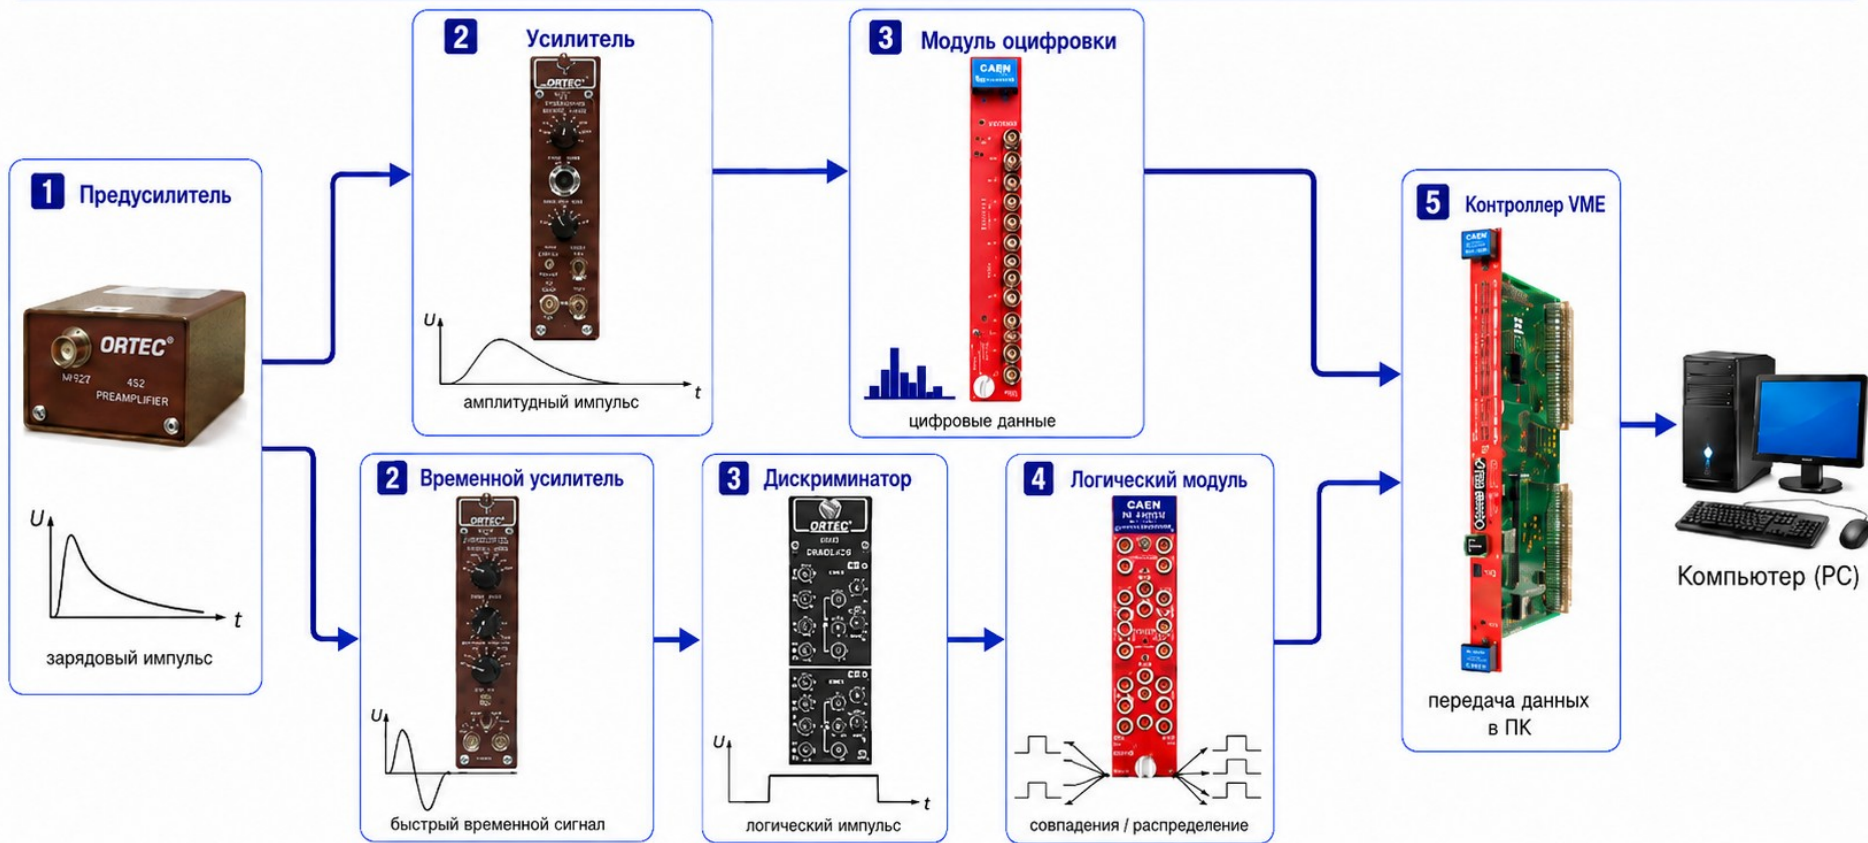 1 Предусилитель
ORTEC®
452
PREAMPLIFIER
U
t
зарядовый импульс
2 Усилитель
ORTEC®
U
t
амплитудный импульс
3 Модуль оцифровки
CAEN
цифровые данные
2 Временной усилитель
ORTEC®
U
быстрый временной сигнал
3 Дискриминатор
ORTEC®
U
t
логический импульс
4 Логический модуль
CAEN
совпадения / распределение
5 Контроллер VME
CAEN
передача данных
в ПК
Компьютер (PC)